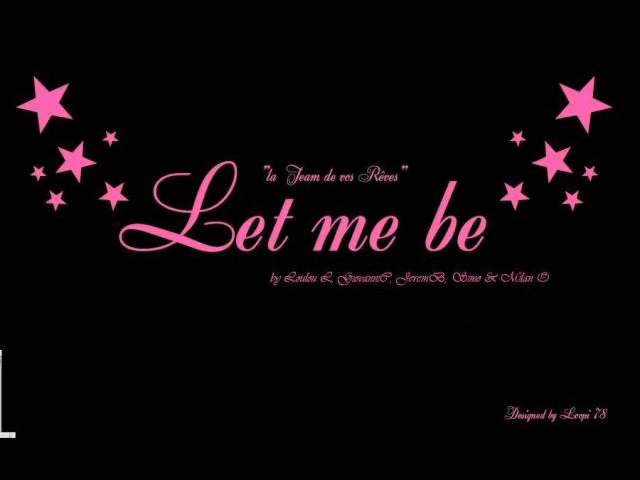 "la Team de vos Rêves"
Let me be
by Loulou L, GiovanniC, JeremB, Simo & Milan O
Designed by Loopi 78